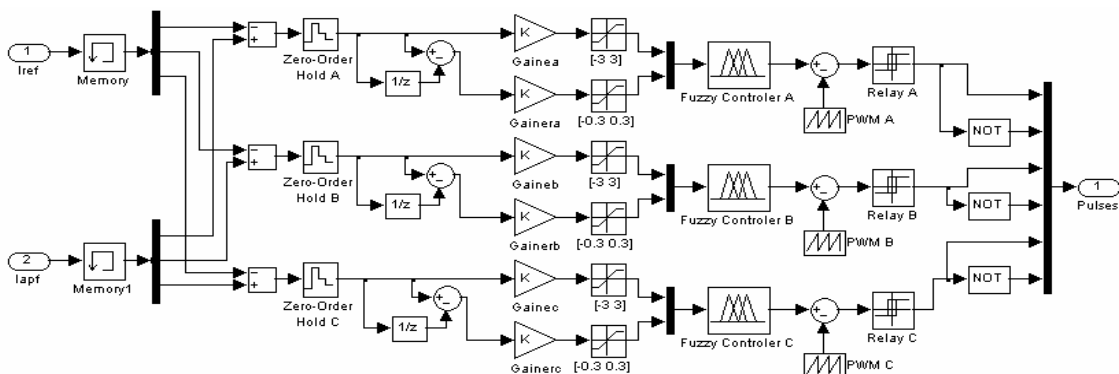 1
Iref
Memory
−
+
Zero-Order
Hold A
1/z
+
−
K
Gainea
K
Gainera
[-3 3]
[-0.3 0.3]
Fuzzy Controler A
+
−
PWM A
Relay A
NOT
−
+
Zero-Order
Hold B
1/z
+
−
K
Gaineb
K
Gainerb
[-3 3]
[-0.3 0.3]
Fuzzy Controler B
+
−
PWM B
Relay B
NOT
1
Pulses
2
Iapf
Memory1
−
+
Zero-Order
Hold C
1/z
+
−
K
Gainec
K
Gainerc
[-3 3]
[-0.3 0.3]
Fuzzy Controler C
+
−
PWM C
Relay C
NOT